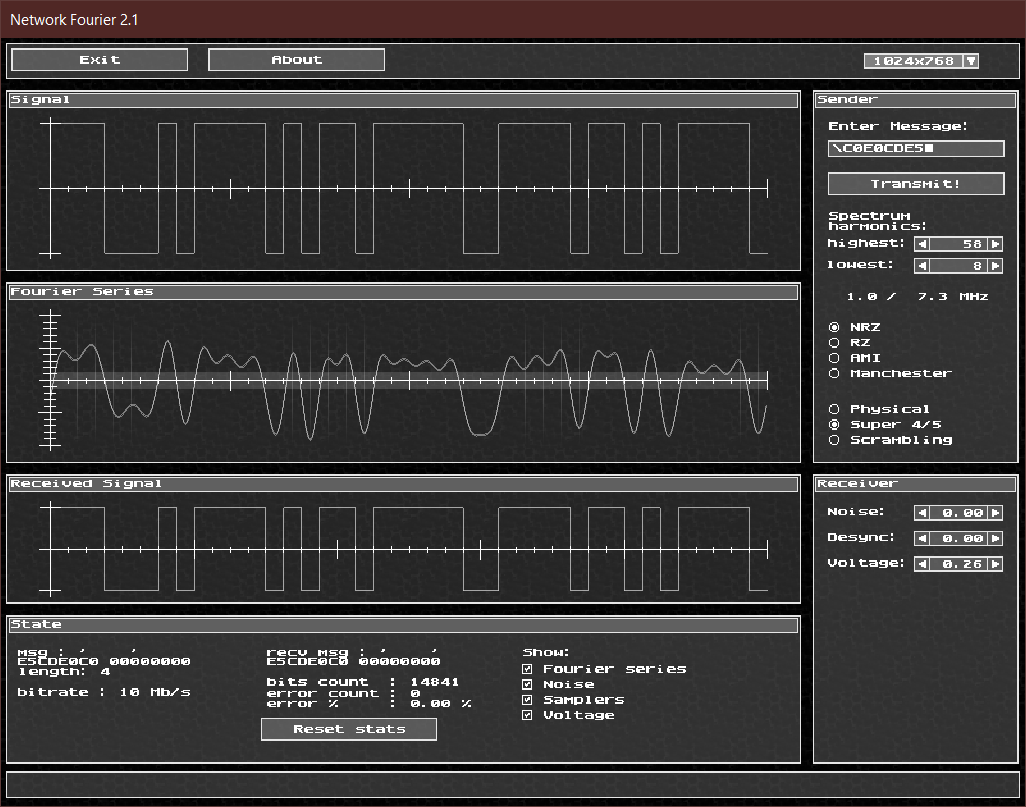 Network Fourier 2.1
Exit About 1024x768
Signal
Fourier Series
Received Signal
State
msg : ' '
E5CDE0C0 00000000
length: 4
bitrate : 10 Mb/s
recv msg : ' '
E5CDE0C0 00000000
bits count : 14841
error count : 0
error % : 0.00 %
Reset stats
Show:
Fourier series
Noise
Samplers
Voltage
Sender
Enter Message:
\C0E0CDE5
Transmit!
Spectrum
harmonics:
highest: 58
lowest: 8
1.0 / 7.3 MHz
NRZ
RZ
AMI
Manchester
Physical
Super 4/5
Scrambling
Receiver
Noise: 0.00
Desync: 0.00
Voltage: 0.26